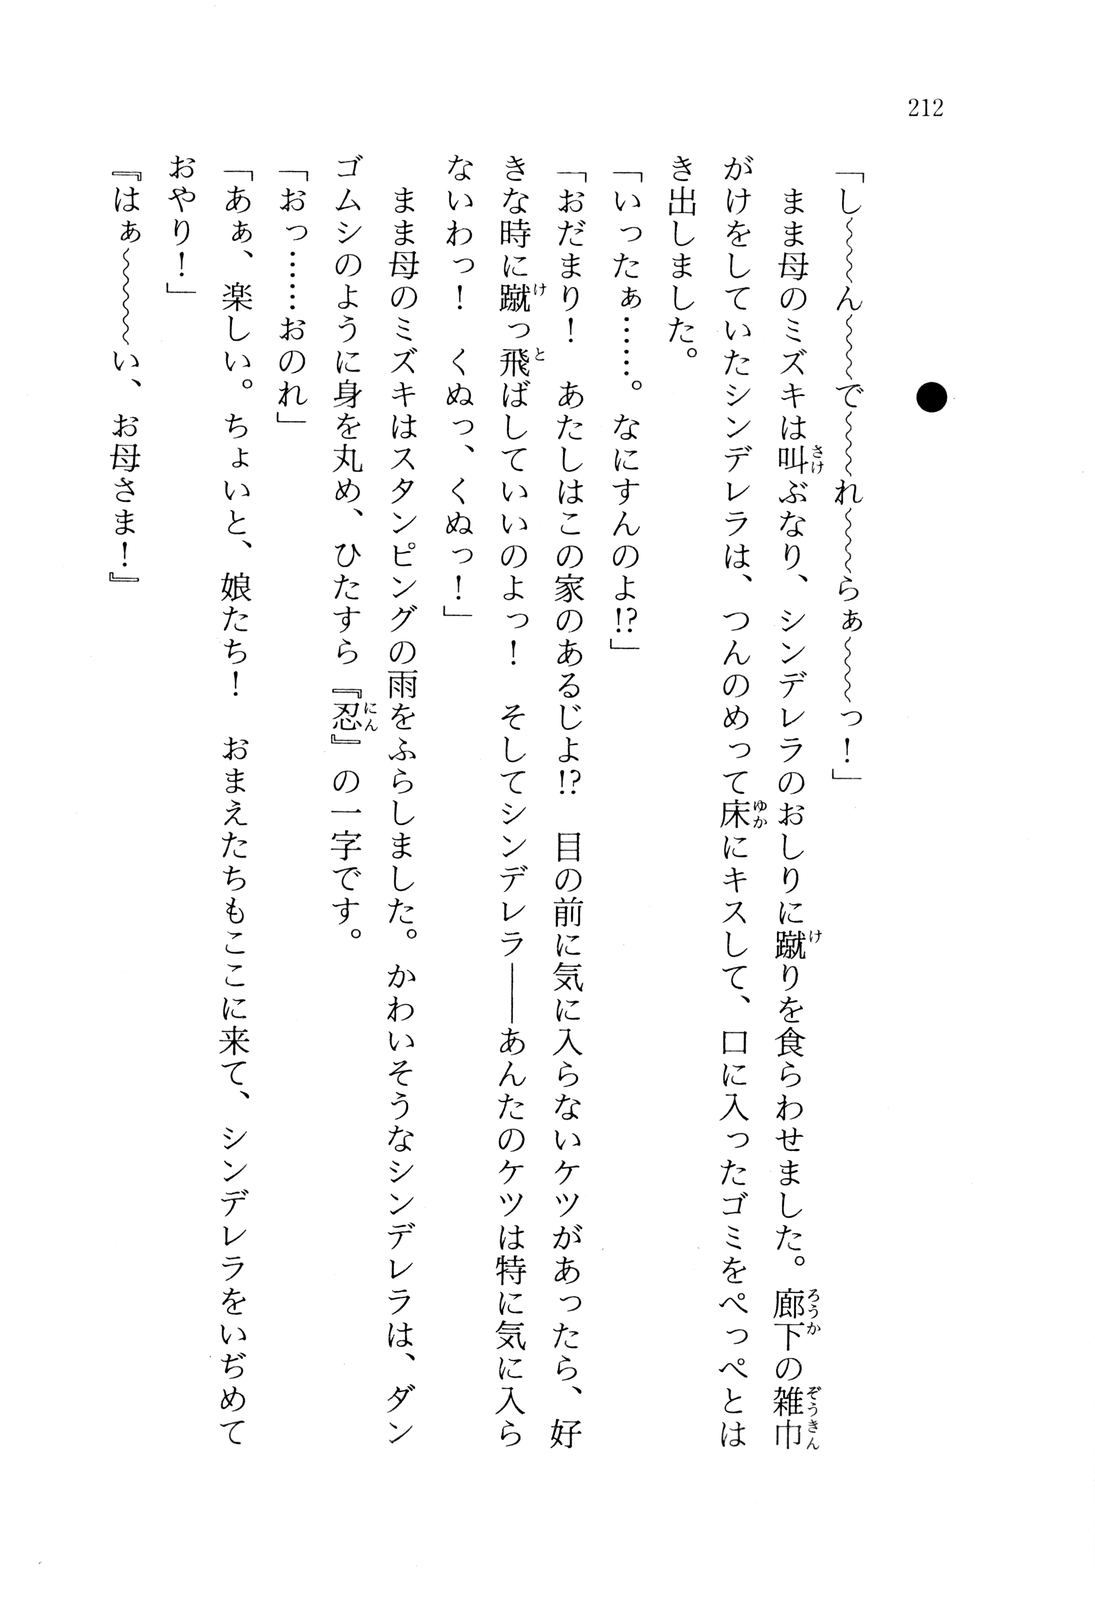 212
●
「し〜〜〜ん〜〜〜で〜〜〜れ〜〜〜らぁ〜〜〜っ！」
　まま母のミズキは叫ぶなり、シンデレラのおしりに蹴りを食らわせました。廊下の雑巾
がけをしていたシンデレラは、つんのめって床にキスして、口に入ったゴミをぺっぺとは
き出しました。
「いったぁ……。なにすんのよ!?」
「おだまり！　あたしはこの家のあるじよ!?　目の前に気に入らないケツがあったら、好
きな時に蹴っ飛ばしていいのよっ！　そしてシンデレラ――あんたのケツは特に気に入ら
ないわっ！　くぬっ、くぬっ！」
　まま母のミズキはスタンピングの雨をふらしました。かわいそうなシンデレラは、ダン
ゴムシのように身を丸め、ひたすら『忍』の一字です。
「おっ……おのれ」
「あぁ、楽しい。ちょいと、娘たち！　おまえたちもここに来て、シンデレラをいぢめて
おやり！」
『はぁ〜〜〜〜い、お母さま！』